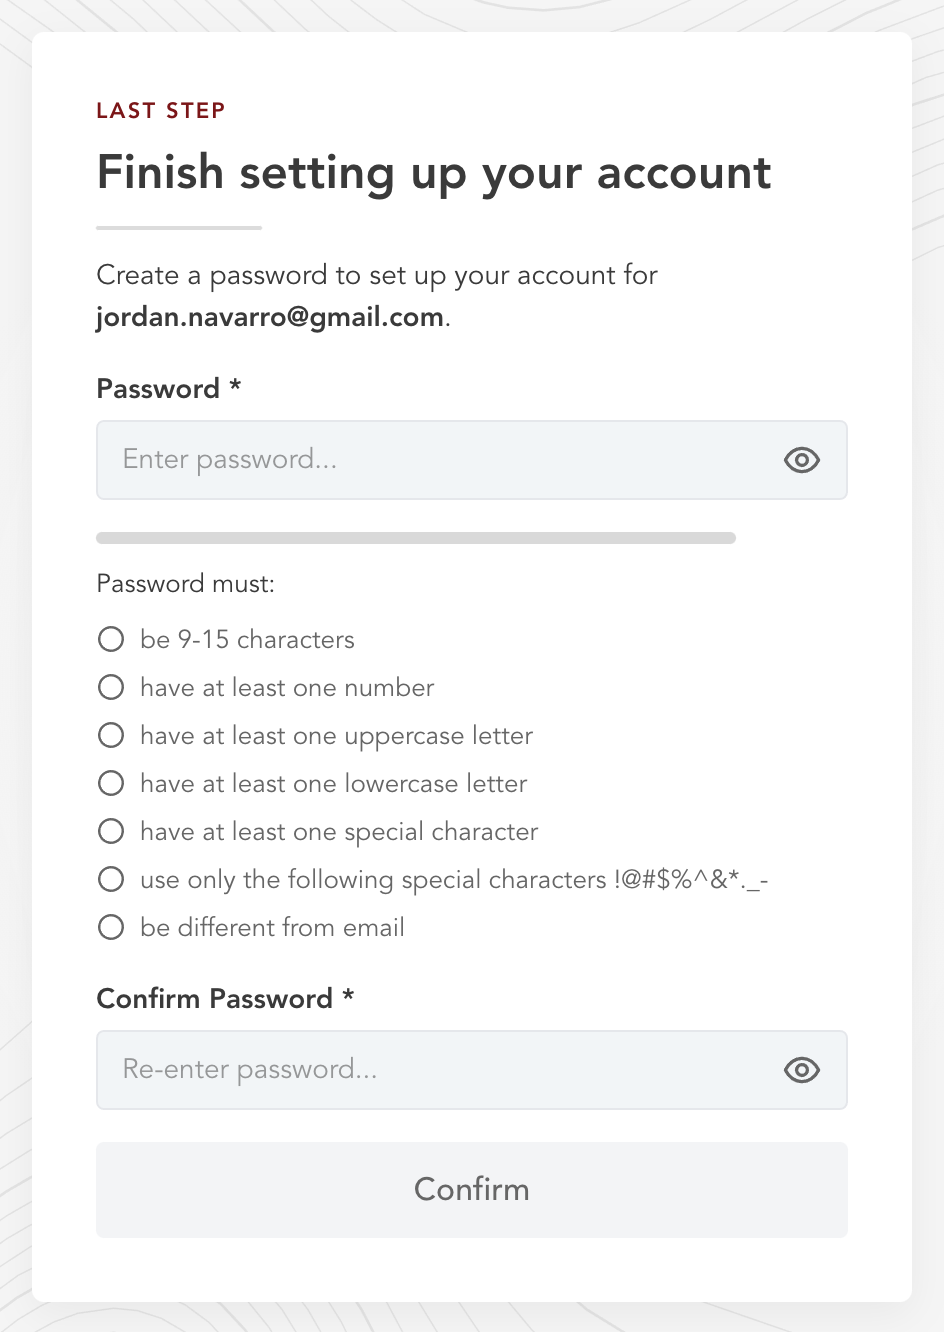 LAST STEP
Finish setting up your account
Create a password to set up your account for
jordan.navarro@gmail.com.
Password *
Enter password...
Password must:
be 9-15 characters
have at least one number
have at least one uppercase letter
have at least one lowercase letter
have at least one special character
use only the following special characters !@#$%^&*._-
be different from email
Confirm Password *
Re-enter password...
Confirm